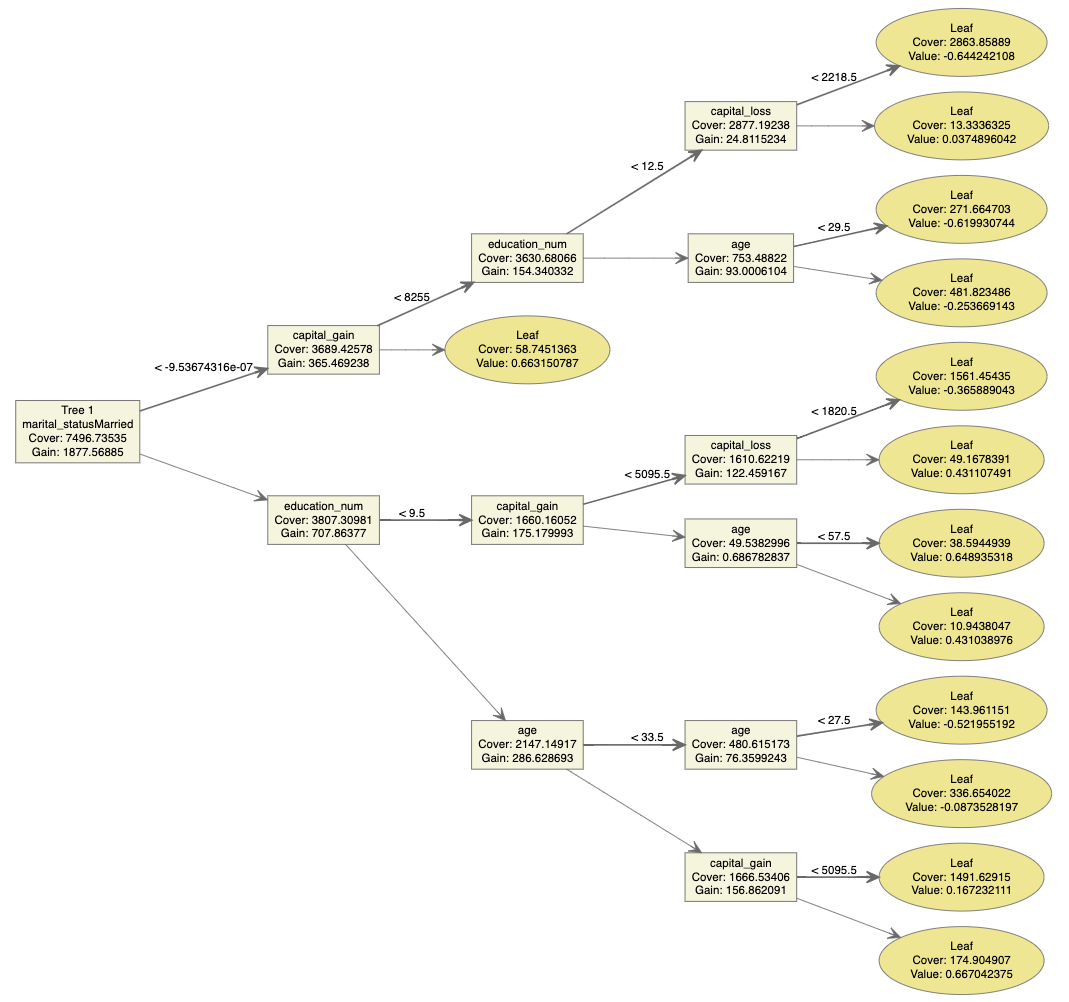 Leaf
Cover: 2863.85889
Value: -0.644242108
< 2218.5
capital_loss
Cover: 2877.19238
Gain: 24.8115234
Leaf
Cover: 13.3336325
Value: 0.0374896042
< 12.5
Leaf
Cover: 271.664703
Value: -0.619930744
< 29.5
education_num
Cover: 3630.68066
Gain: 154.340332
age
Cover: 753.48822
Gain: 93.0006104
Leaf
Cover: 481.823486
Value: -0.253669143
< 8255
capital_gain
Cover: 3689.42578
Gain: 365.469238
Leaf
Cover: 58.7451363
Value: 0.663150787
< -9.53674316e-07
Leaf
Cover: 1561.45435
Value: -0.365889043
< 1820.5
Tree 1
marital_statusMarried
Cover: 7496.73535
Gain: 1877.56885
capital_loss
Cover: 1610.62219
Gain: 122.459167
Leaf
Cover: 49.1678391
Value: 0.431107491
< 5095.5
education_num
Cover: 3807.30981
Gain: 707.86377
< 9.5
capital_gain
Cover: 1660.16052
Gain: 175.179993
age
Cover: 49.5382996
Gain: 0.686782837
< 57.5
Leaf
Cover: 38.5944939
Value: 0.648935318
Leaf
Cover: 10.9438047
Value: 0.431038976
Leaf
Cover: 143.961151
Value: -0.521955192
< 27.5
age
Cover: 2147.14917
Gain: 286.628693
< 33.5
age
Cover: 480.615173
Gain: 76.3599243
Leaf
Cover: 336.654022
Value: -0.0873528197
capital_gain
Cover: 1666.53406
Gain: 156.862091
< 5095.5
Leaf
Cover: 1491.62915
Value: 0.167232111
Leaf
Cover: 174.904907
Value: 0.667042375